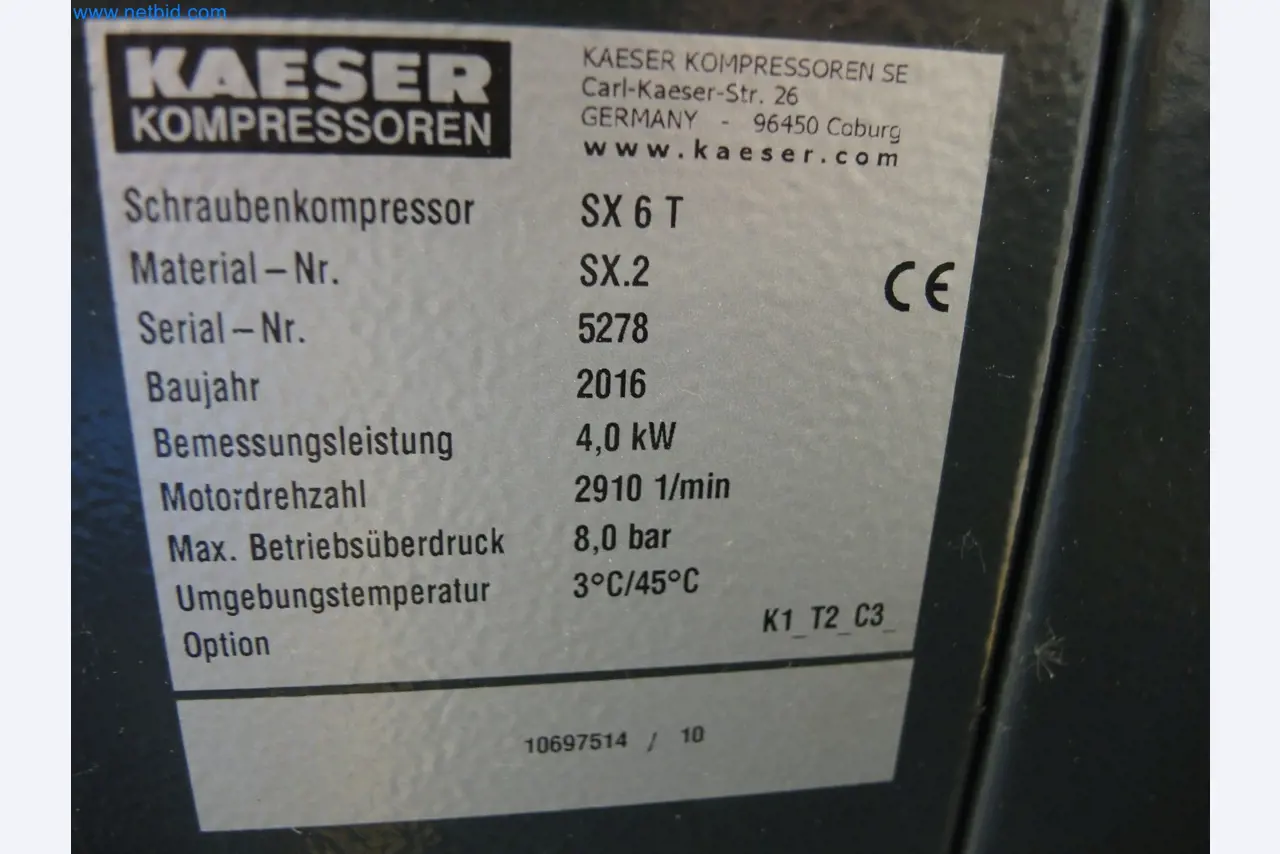 www.netbid.com
KAESER
KOMPRESSOREN
KAESER KOMPRESSOREN SE
Carl-Kaeser-Str. 26
GERMANY - 96450 Coburg
www.kaeser.com
Schraubenkompressor SX 6 T
Material-Nr. SX.2
CE
Serial-Nr. 5278
Baujahr 2016
Bemessungsleistung 4,0 kW
Motordrehzahl 2910 1/min
Max. Betriebsüberdruck 8,0 bar
Umgebungstemperatur 3°C/45°C
Option K1_T2_C3_
10697514 / 10